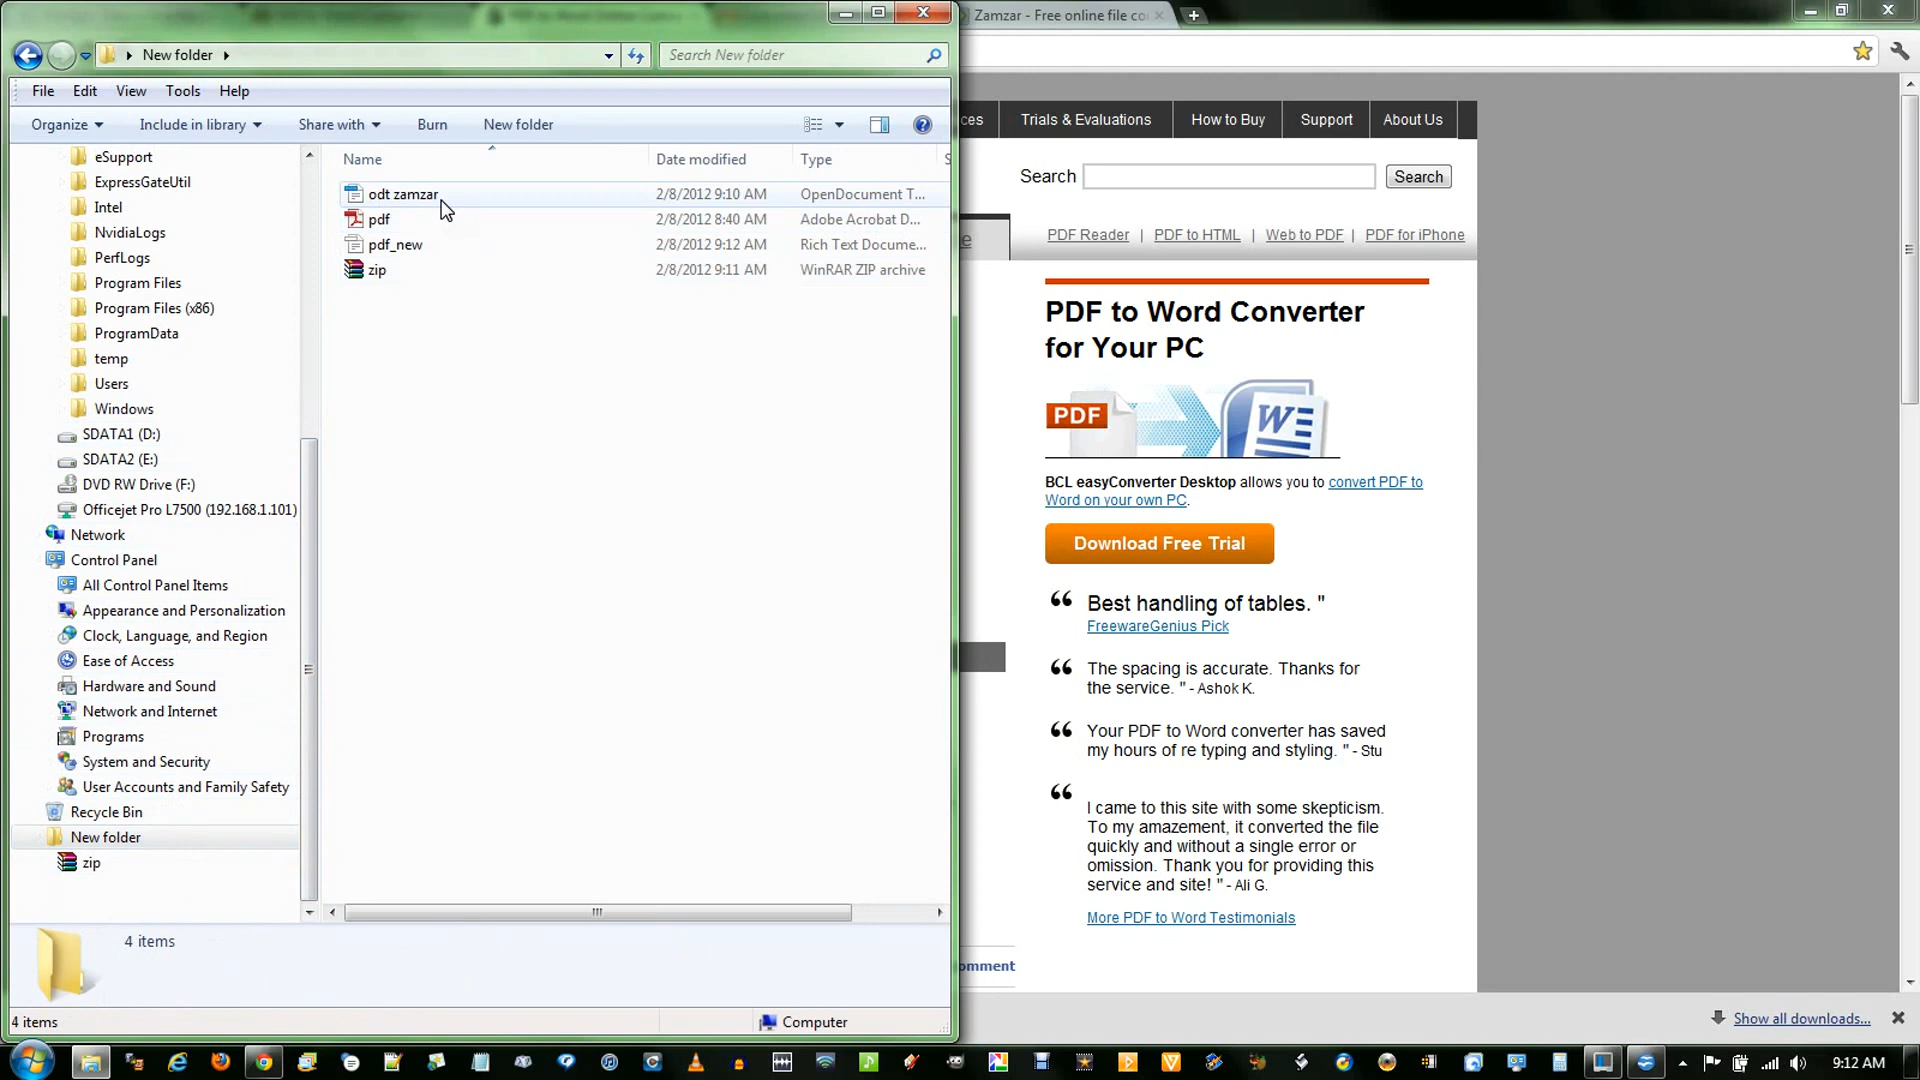 Zamzar - Free online file co
New folder
Search New folder
File Edit View Tools Help
Organize Include in library Share with Burn New folder
Name Date modified Type S
eSupport
ExpressGateUtil
Intel
NvidiaLogs
PerfLogs
Program Files
Program Files (x86)
ProgramData
temp
Users
Windows
SDATA1 (D:)
SDATA2 (E:)
DVD RW Drive (F:)
Officejet Pro L7500 (192.168.1.101)
Network
Control Panel
All Control Panel Items
Appearance and Personalization
Clock, Language, and Region
Ease of Access
Hardware and Sound
Network and Internet
Programs
System and Security
User Accounts and Family Safety
Recycle Bin
New folder
zip
odt zamzar 2/8/2012 9:10 AM OpenDocument T...
pdf 2/8/2012 8:40 AM Adobe Acrobat D...
pdf_new 2/8/2012 9:12 AM Rich Text Docume...
zip 2/8/2012 9:11 AM WinRAR ZIP archive
4 items
4 items Computer
ces Trials & Evaluations How to Buy Support About Us
Search Search
e PDF Reader | PDF to HTML | Web to PDF | PDF for iPhone
PDF to Word Converter
for Your PC
PDF W
BCL easyConverter Desktop allows you to convert PDF to
Word on your own PC.
Download Free Trial
“ Best handling of tables. "
FreewareGenius Pick
“ The spacing is accurate. Thanks for
the service. " - Ashok K.
“ Your PDF to Word converter has saved
my hours of re typing and styling. " - Stu
“ I came to this site with some skepticism.
To my amazement, it converted the file
quickly and without a single error or
omission. Thank you for providing this
service and site! " - Ali G.
More PDF to Word Testimonials
omment
Show all downloads...
9:12 AM